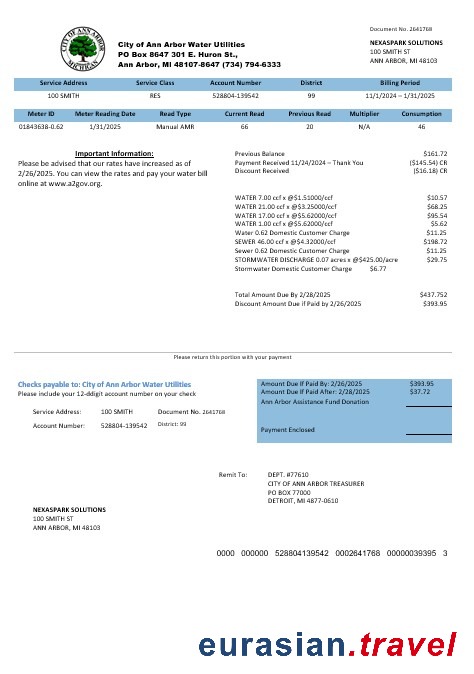 Document No. 2641768
CITY OF ANN ARBOR
MICHIGAN
City of Ann Arbor Water Utilities
PO Box 8647 301 E. Huron St.,
Ann Arbor, MI 48107-8647 (734) 794-6333
NEXASPARK SOLUTIONS
100 SMITH ST
ANN ARBOR, MI 48103
Service Address Service Class Account Number District Billing Period
100 SMITH RES 528804-139542 99 11/1/2024 – 1/31/2025
Meter ID Meter Reading Date Read Type Current Read Previous Read Multiplier Consumption
01843638-0.62 1/31/2025 Manual AMR 66 20 N/A 46
Important Information:
Please be advised that our rates have increased as of
2/26/2025. You can view the rates and pay your water bill
online at www.a2gov.org.
Previous Balance $161.72
Payment Received 11/24/2024 – Thank You ($145.54) CR
Discount Received ($16.18) CR
WATER 7.00 ccf x @$1.51000/ccf $10.57
WATER 21.00 ccf x @$3.25000/ccf $68.25
WATER 17.00 ccf x @$5.62000/ccf $95.54
WATER 1.00 ccf x @$5.62000/ccf $5.62
Water 0.62 Domestic Customer Charge $11.25
SEWER 46.00 ccf x @$4.32000/ccf $198.72
Sewer 0.62 Domestic Customer Charge $11.25
STORMWATER DISCHARGE 0.07 acres x @$425.00/acre $29.75
Stormwater Domestic Customer Charge $6.77
Total Amount Due By 2/28/2025 $437.752
Discount Amount Due if Paid by 2/26/2025 $393.95
Please return this portion with your payment
Checks payable to: City of Ann Arbor Water Utilities
Please include your 12-ddigit account number on your check
Service Address: 100 SMITH Document No. 2641768
Account Number: 528804-139542 District: 99
Amount Due If Paid By: 2/26/2025 $393.95
Amount Due If Paid After: 2/28/2025 $37.72
Ann Arbor Assistance Fund Donation
Payment Enclosed
Remit To: DEPT. #77610
CITY OF ANN ARBOR TREASURER
PO BOX 77000
DETROIT, MI 4877-0610
NEXASPARK SOLUTIONS
100 SMITH ST
ANN ARBOR, MI 48103
0000 000000 528804139542 0002641768 00000039395 3
eurasian.travel